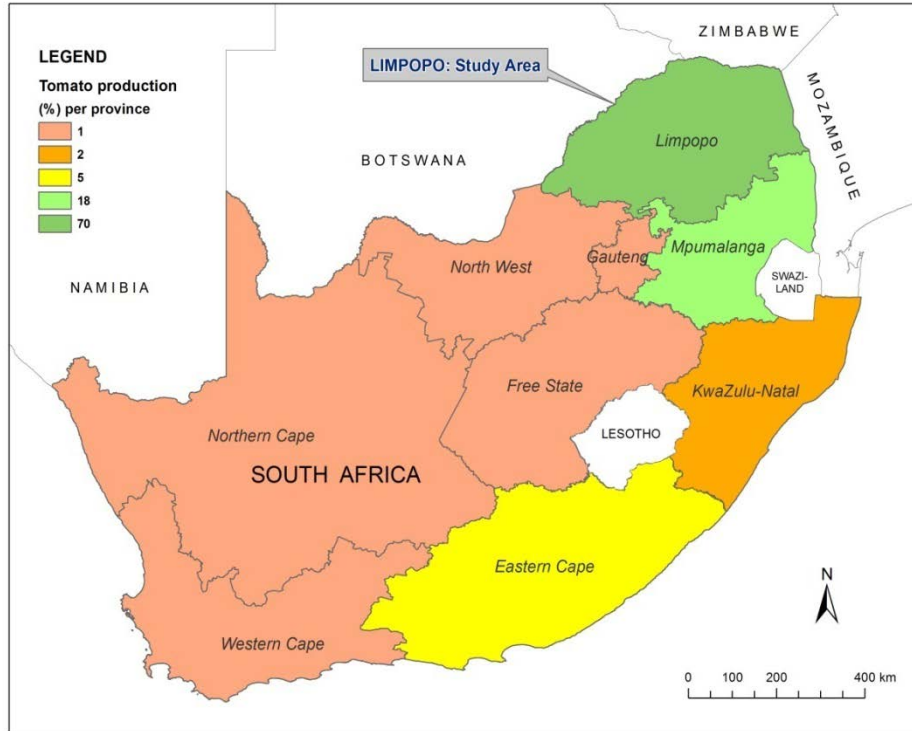 LEGEND
Tomato production
(%) per province
1
2
5
18
70
LIMPOPO: Study Area
ZIMBABWE
MOZAMBIQUE
BOTSWANA
NAMIBIA
Limpopo
Mpumalanga
Gauteng
North West
SWAZI-
LAND
Free State
KwaZulu-Natal
LESOTHO
Northern Cape
SOUTH AFRICA
Eastern Cape
Western Cape
N
0 100 200 400 km